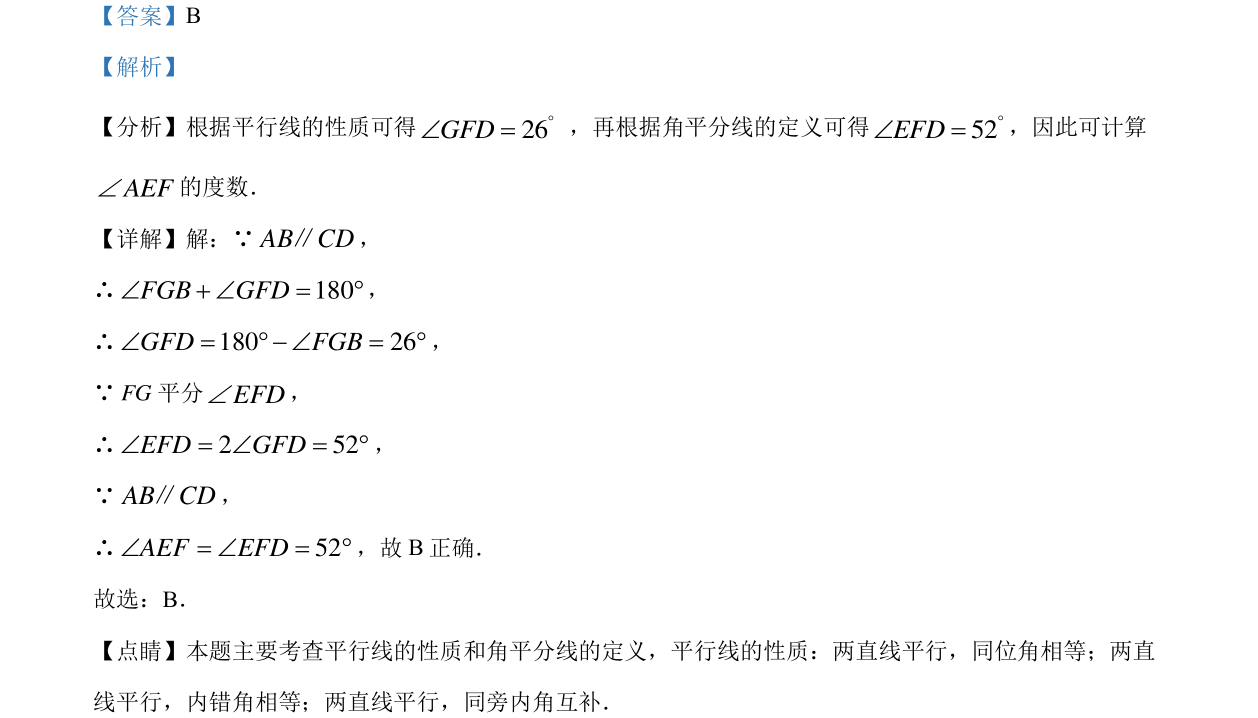 【答案】B
【解析】
【分析】根据平行线的性质可得∠GFD=26°，再根据角平分线的定义可得∠EFD=52°，因此可计算
∠AEF的度数．
【详解】解：∵AB∥CD，
∴∠FGB+∠GFD=180°，
∴∠GFD=180°−∠FGB=26°，
∵FG平分∠EFD，
∴∠EFD=2∠GFD=52°，
∵AB∥CD，
∴∠AEF=∠EFD=52°，故B正确．
故选：B．
【点睛】本题主要考查平行线的性质和角平分线的定义，平行线的性质：两直线平行，同位角相等；两直
线平行，内错角相等；两直线平行，同旁内角互补．